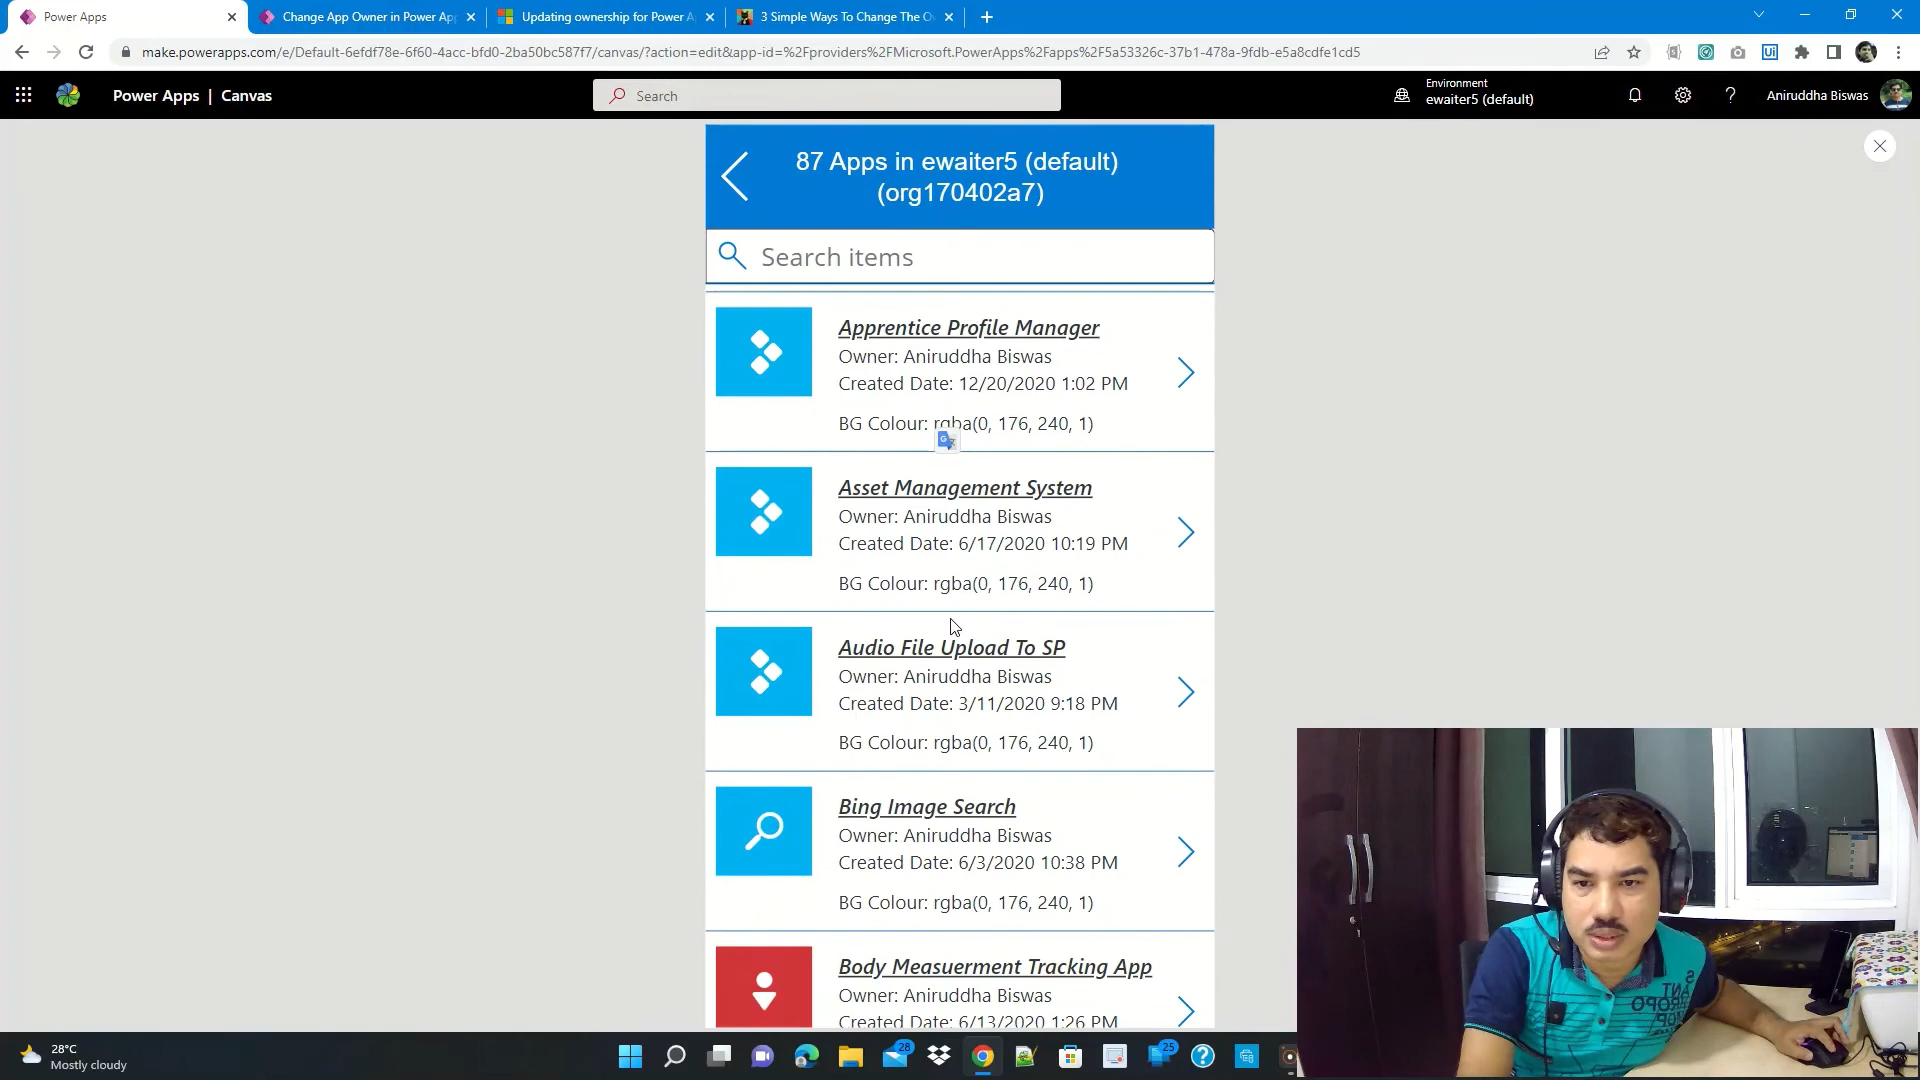 Power Apps
Change App Owner in Power Ap
Updating ownership for Power A
3 Simple Ways To Change The O
make.powerapps.com/e/Default-6efdf78e-6f60-4acc-bfd0-2ba50bc587f7/canvas/?action=edit&app-id=%2Fproviders%2FMicrosoft.PowerApps%2Fapps%2F5a53326c-37b1-478a-9fdb-e5a8cdfe1cd5
Power Apps | Canvas
Search
Environment
ewaiter5 (default)
Aniruddha Biswas
87 Apps in ewaiter5 (default)
(org170402a7)
Search items
Apprentice Profile Manager
Owner: Aniruddha Biswas
Created Date: 12/20/2020 1:02 PM
BG Colour: rgba(0, 176, 240, 1)
Asset Management System
Owner: Aniruddha Biswas
Created Date: 6/17/2020 10:19 PM
BG Colour: rgba(0, 176, 240, 1)
Audio File Upload To SP
Owner: Aniruddha Biswas
Created Date: 3/11/2020 9:18 PM
BG Colour: rgba(0, 176, 240, 1)
Bing Image Search
Owner: Aniruddha Biswas
Created Date: 6/3/2020 10:38 PM
BG Colour: rgba(0, 176, 240, 1)
Body Measuerment Tracking App
Owner: Aniruddha Biswas
Created Date: 6/13/2020 1:26 PM
28°C
Mostly cloudy
28
25